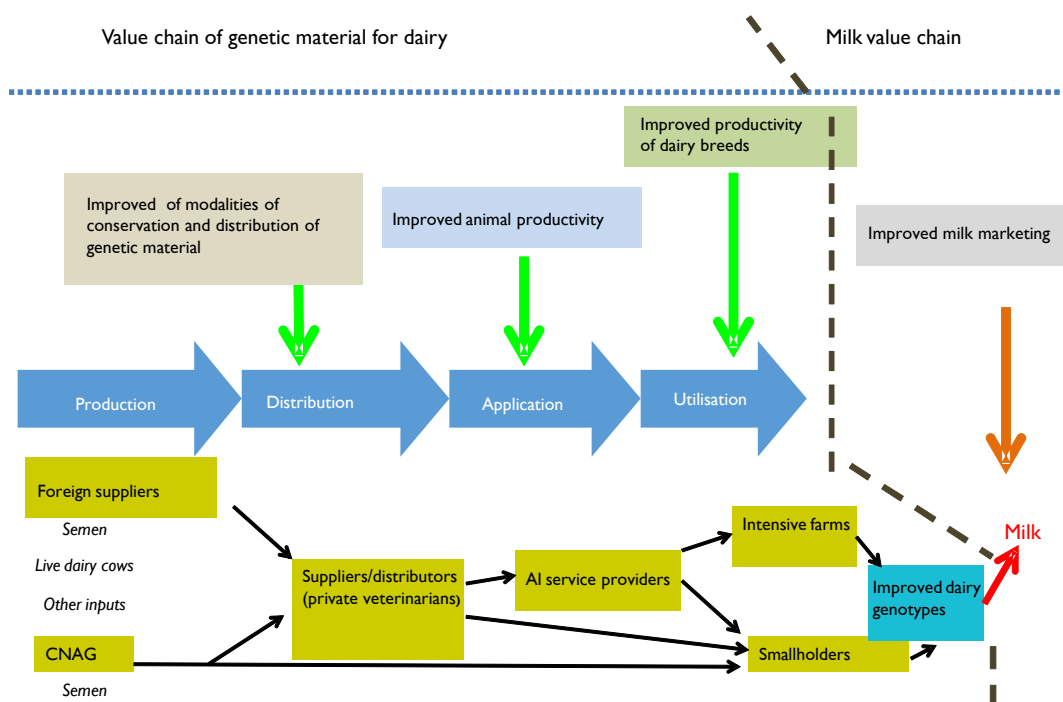 Value chain of genetic material for dairy
Milk value chain
Improved productivity
of dairy breeds
Improved of modalities of
conservation and distribution of
genetic material
Improved animal productivity
Improved milk marketing
Production
Distribution
Application
Utilisation
Foreign suppliers
Semen
Live dairy cows
Other inputs
CNAG
Semen
Suppliers/distributors
(private veterinarians)
AI service providers
Intensive farms
Smallholders
Improved dairy
genotypes
Milk